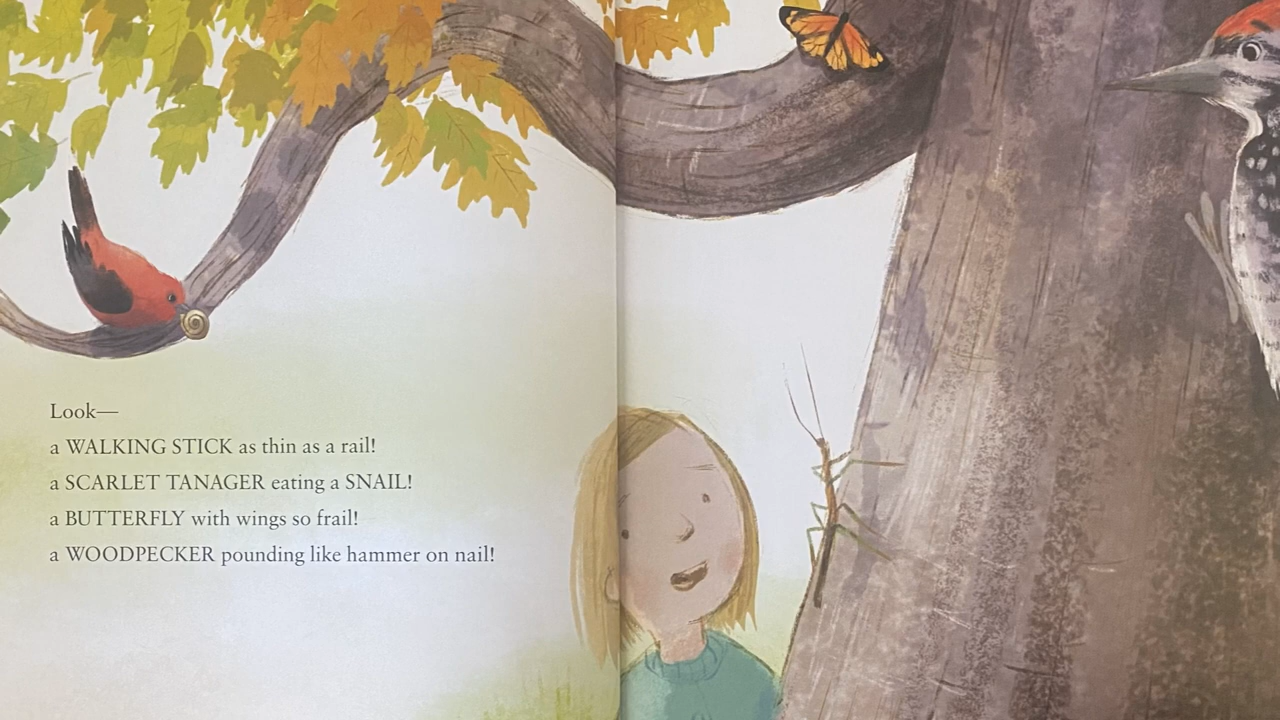 Look—
a WALKING STICK as thin as a rail!
a SCARLET TANAGER eating a SNAIL!
a BUTTERFLY with wings so frail!
a WOODPECKER pounding like hammer on nail!